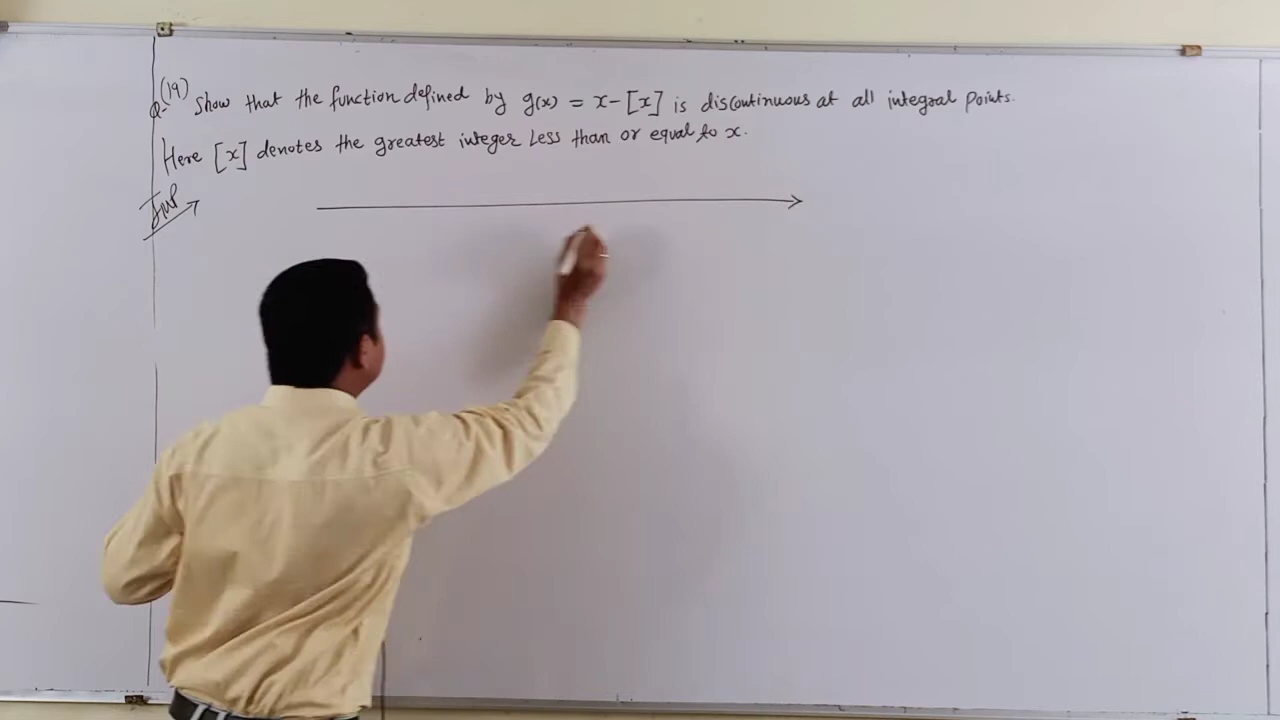 Q-(19) Show that the function defined by g(x) = x-[x] is discontinuous at all integral points.
Here [x] denotes the greatest integer less than or equal to x.